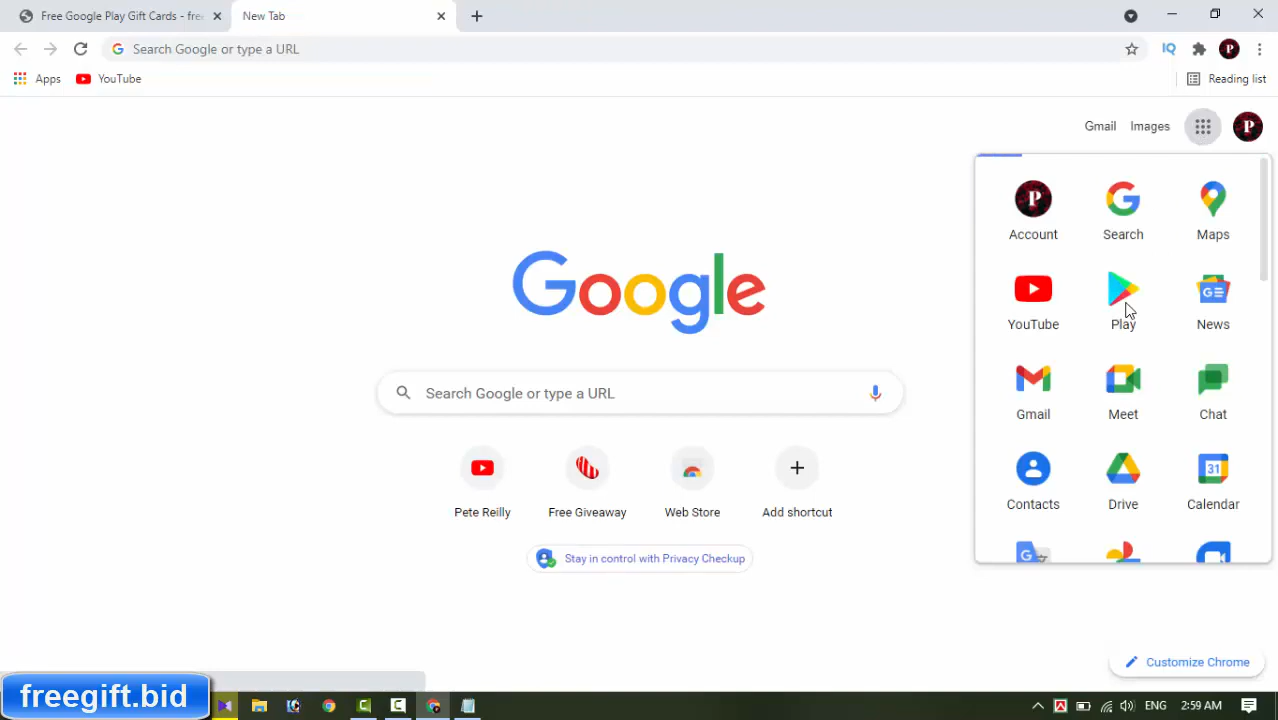 Free Google Play Gift Cards - fre
New Tab
Search Google or type a URL
IQ
P
Apps
YouTube
Reading list
Gmail
Images
P
P
Account
Search
Maps
YouTube
Play
News
Gmail
Meet
Chat
31
Contacts
Drive
Calendar
Google
Search Google or type a URL
Pete Reilly
Free Giveaway
Web Store
Add shortcut
Stay in control with Privacy Checkup
Customize Chrome
freegift.bid
ENG
2:59 AM